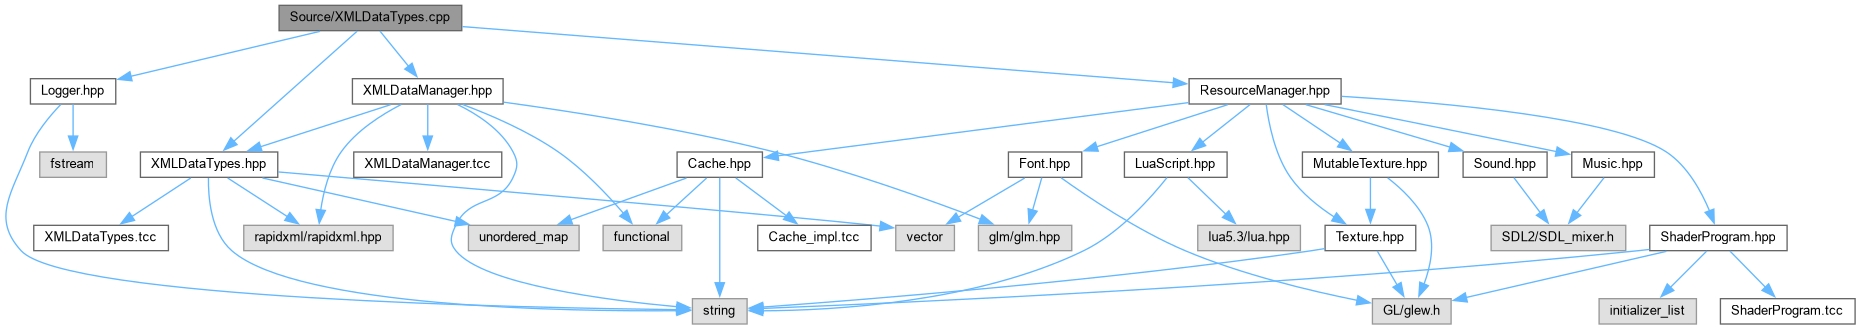 Source/XMLDataTypes.cpp
Logger.hpp
XMLDataManager.hpp
ResourceManager.hpp
fstream
XMLDataTypes.hpp
XMLDataManager.tcc
Cache.hpp
Font.hpp
LuaScript.hpp
MutableTexture.hpp
Sound.hpp
Music.hpp
XMLDataTypes.tcc
rapidxml/rapidxml.hpp
unordered_map
functional
Cache_impl.tcc
vector
glm/glm.hpp
lua5.3/lua.hpp
Texture.hpp
SDL2/SDL_mixer.h
ShaderProgram.hpp
string
GL/glew.h
initializer_list
ShaderProgram.tcc